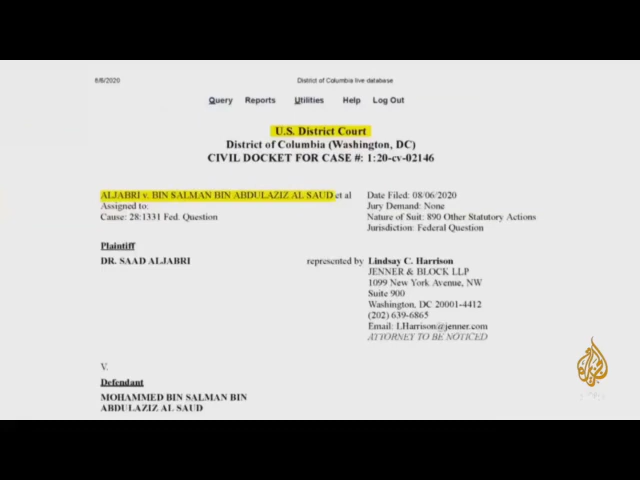 8/6/2020 District of Columbia live database
Query Reports Utilities Help Log Out
U.S. District Court
District of Columbia (Washington, DC)
CIVIL DOCKET FOR CASE #: 1:20-cv-02146
ALJABRI v. BIN SALMAN BIN ABDULAZIZ AL SAUD et al
Assigned to:
Cause: 28:1331 Fed. Question
Date Filed: 08/06/2020
Jury Demand: None
Nature of Suit: 890 Other Statutory Actions
Jurisdiction: Federal Question
Plaintiff
DR. SAAD ALJABRI
represented by Lindsay C. Harrison
JENNER & BLOCK LLP
1099 New York Avenue, NW
Suite 900
Washington, DC 20001-4412
(202) 639-6865
Email: LHarrison@jenner.com
ATTORNEY TO BE NOTICED
V.
Defendant
MOHAMMED BIN SALMAN BIN
ABDULAZIZ AL SAUD